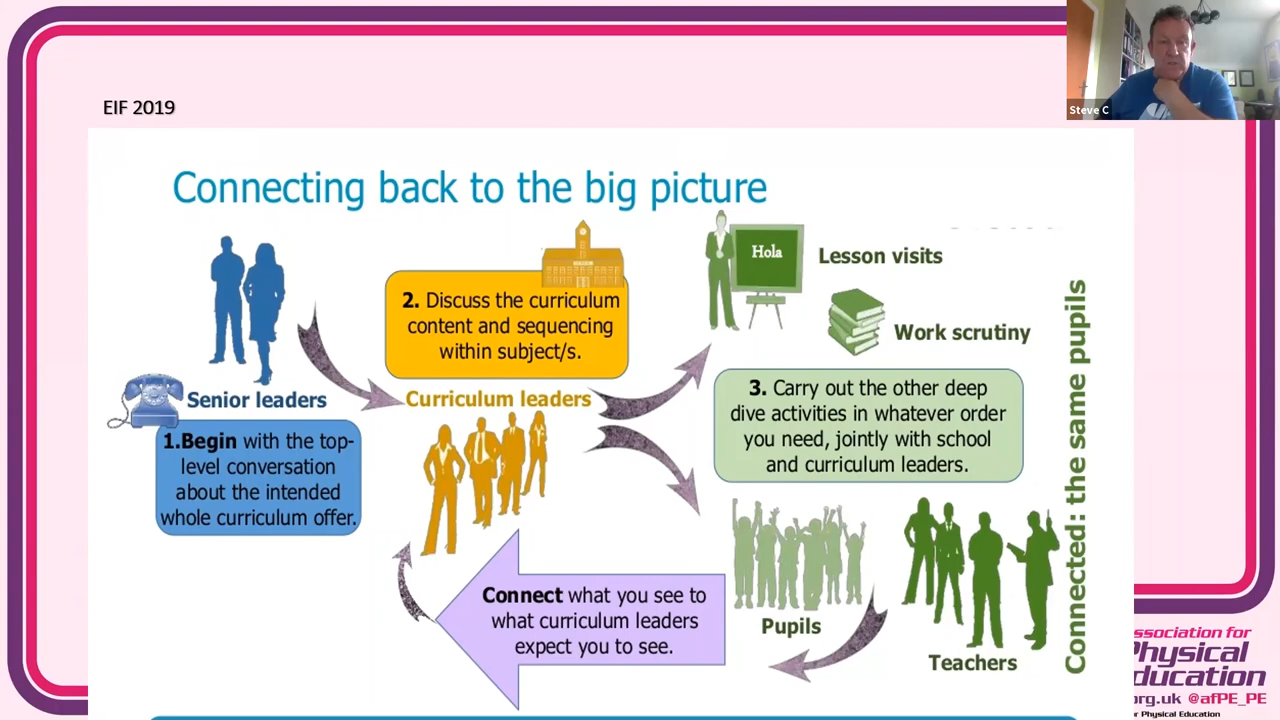 EIF 2019
Steve C
Connecting back to the big picture
Hola
Lesson visits
2. Discuss the curriculum
content and sequencing
within subject/s.
Work scrutiny
Senior leaders
Curriculum leaders
1.Begin with the top-
level conversation
about the intended
whole curriculum offer.
3. Carry out the other deep
dive activities in whatever order
you need, jointly with school
and curriculum leaders.
Connected: the same pupils
Connect what you see to
what curriculum leaders
expect you to see.
Pupils
Teachers
ssociation for
Physical
ducation
org.uk @afPE_PE
r Physical Education